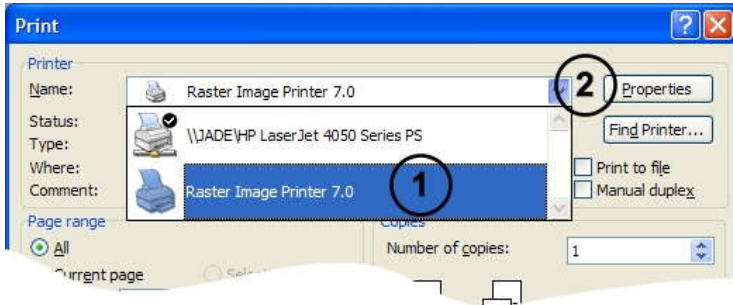 Print
Printer
Name: Raster Image Printer 7.0 2 Properties
Status: \\JADE\HP LaserJet 4050 Series PS Find Printer...
Type:
Where: Raster Image Printer 7.0 1 Print to file
Comment: Manual duplex
Page range Copies
All Number of copies: 1
Current page